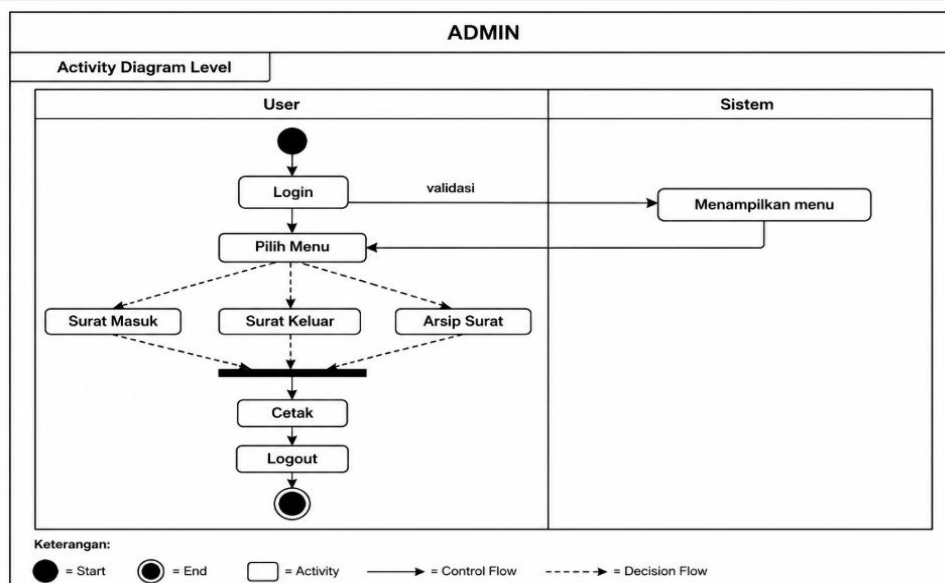 ADMIN
Activity Diagram Level
User
Sistem
Login
validasi
Menampilkan menu
Pilih Menu
Surat Masuk
Surat Keluar
Arsip Surat
Cetak
Logout
Keterangan:
= Start
= End
= Activity
= Control Flow
= Decision Flow